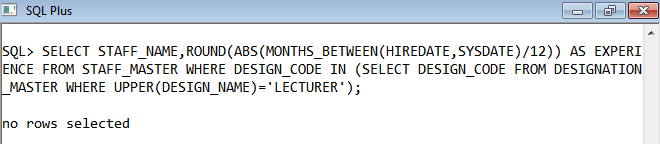 SQL Plus
SQL> SELECT STAFF_NAME,ROUND(ABS(MONTHS_BETWEEN(HIREDATE,SYSDATE)/12)) AS EXPERI
ENCE FROM STAFF_MASTER WHERE DESIGN_CODE IN (SELECT DESIGN_CODE FROM DESIGNATION
_MASTER WHERE UPPER(DESIGN_NAME)='LECTURER');
no rows selected